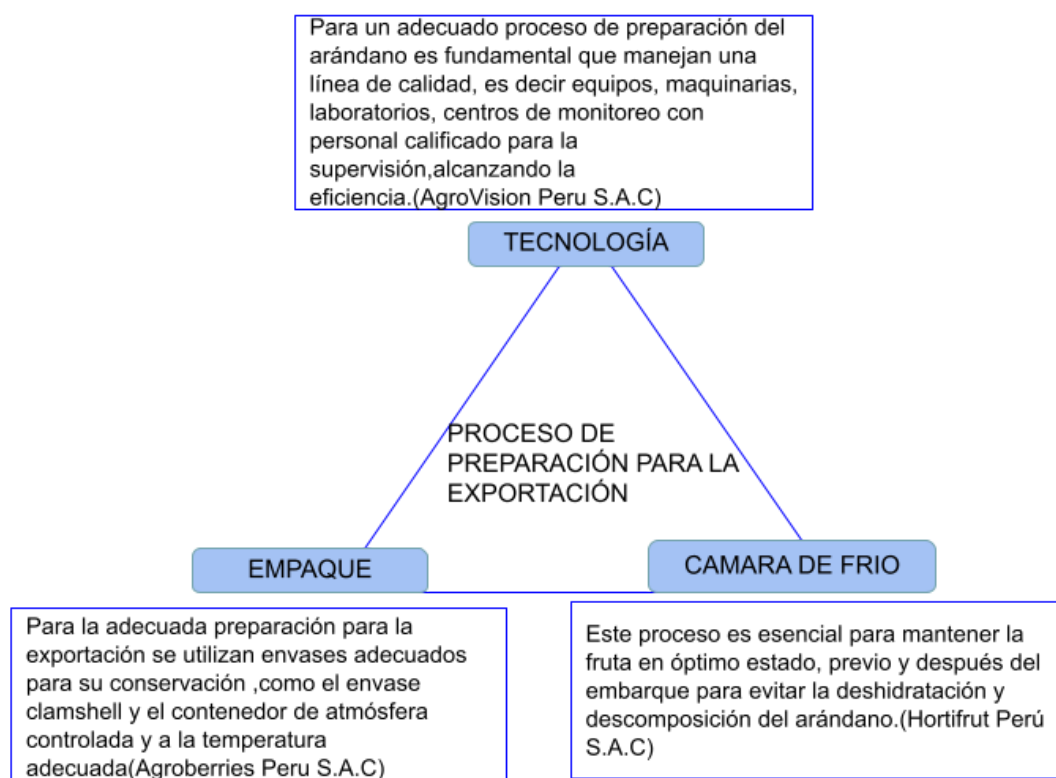 Para un adecuado proceso de preparación del
arándano es fundamental que manejan una
línea de calidad, es decir equipos, maquinarias,
laboratorios, centros de monitoreo con
personal calificado para la
supervisión,alcanzando la
eficiencia.(AgroVision Peru S.A.C)
TECNOLOGÍA
PROCESO DE
PREPARACIÓN PARA LA
EXPORTACIÓN
EMPAQUE
CAMARA DE FRIO
Para la adecuada preparación para la
exportación se utilizan envases adecuados
para su conservación ,como el envase
clamshell y el contenedor de atmósfera
controlada y a la temperatura
adecuada(Agroberries Peru S.A.C)
Este proceso es esencial para mantener la
fruta en óptimo estado, previo y después del
embarque para evitar la deshidratación y
descomposición del arándano.(Hortifrut Perú
S.A.C)